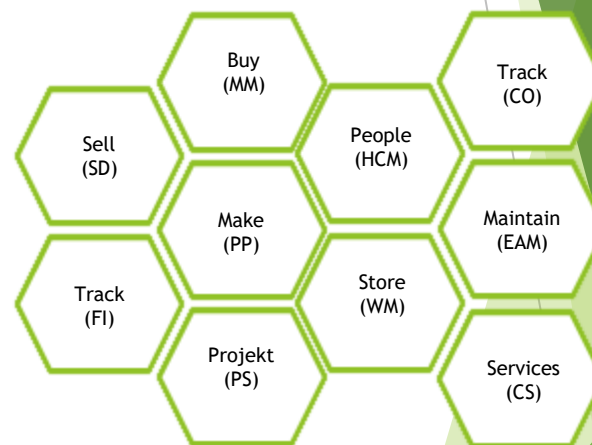 Buy
(MM)
Track
(CO)
Sell
(SD)
People
(HCM)
Make
(PP)
Maintain
(EAM)
Track
(FI)
Store
(WM)
Projekt
(PS)
Services
(CS)